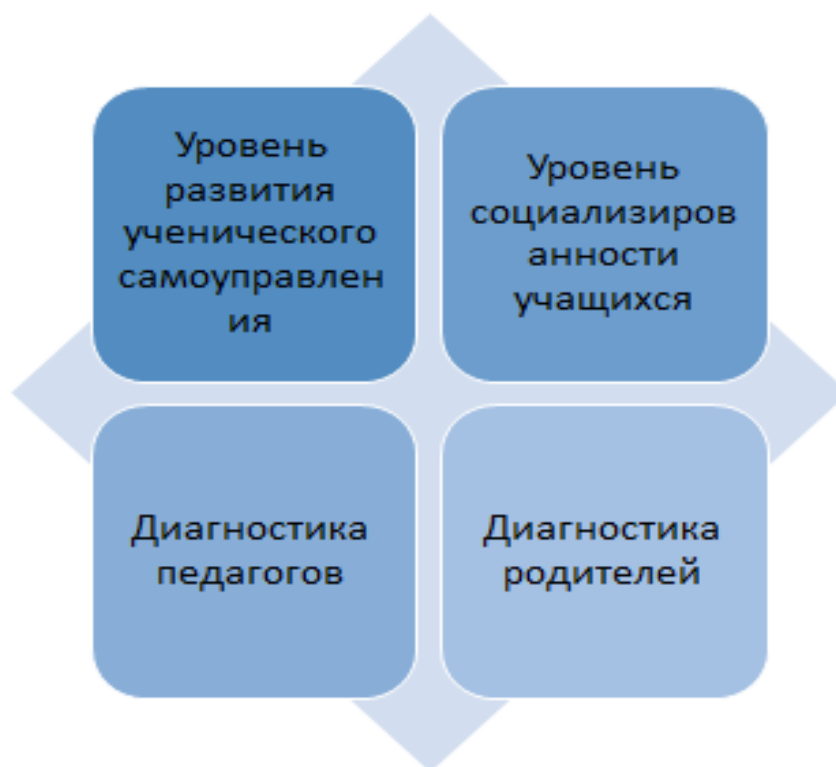 Уровень
развития
ученического
самоуправлен
ия
Уровень
социализиров
анности
учащихся
Диагностика
педагогов
Диагностика
родителей